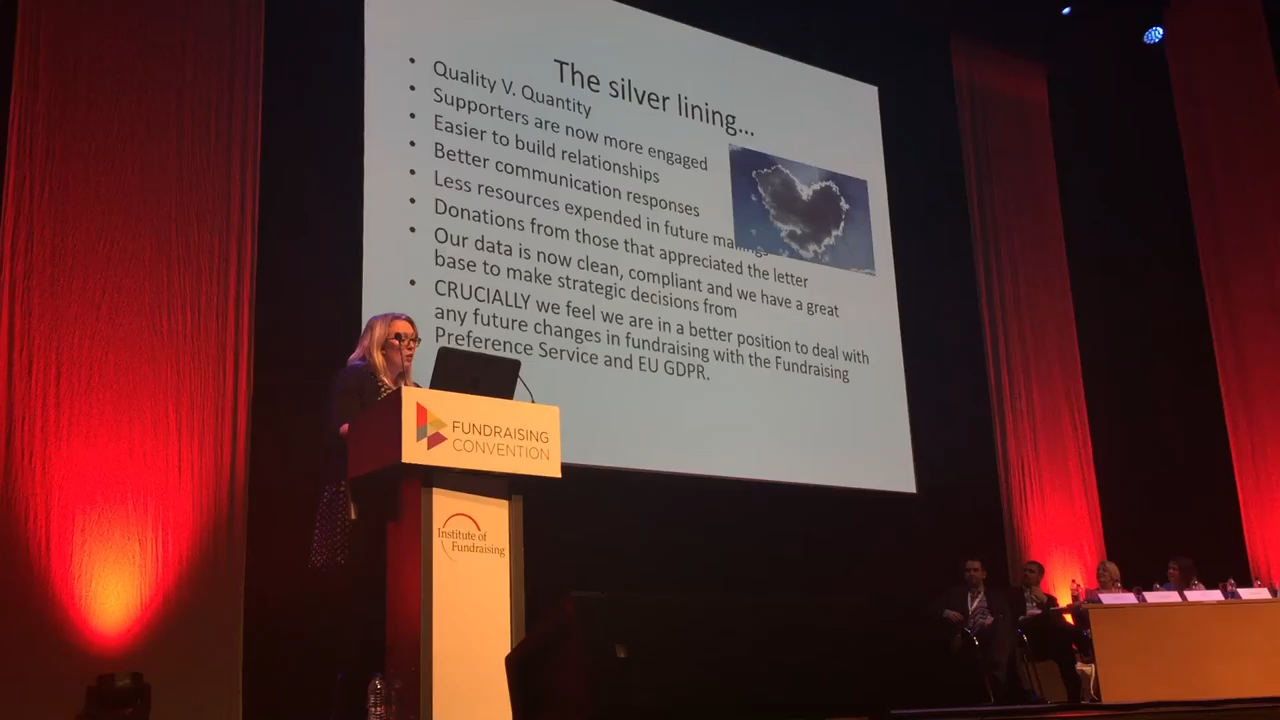 The silver lining...
• Quality V. Quantity
• Supporters are now more engaged
• Easier to build relationships
• Better communication responses
• Less resources expended in future mailings
• Donations from those that appreciated the letter
• Our data is now clean, compliant and we have a great
base to make strategic decisions from
• CRUCIALLY we feel we are in a better position to deal with
any future changes in fundraising with the Fundraising
Preference Service and EU GDPR.
FUNDRAISING
CONVENTION
Institute of
Fundraising